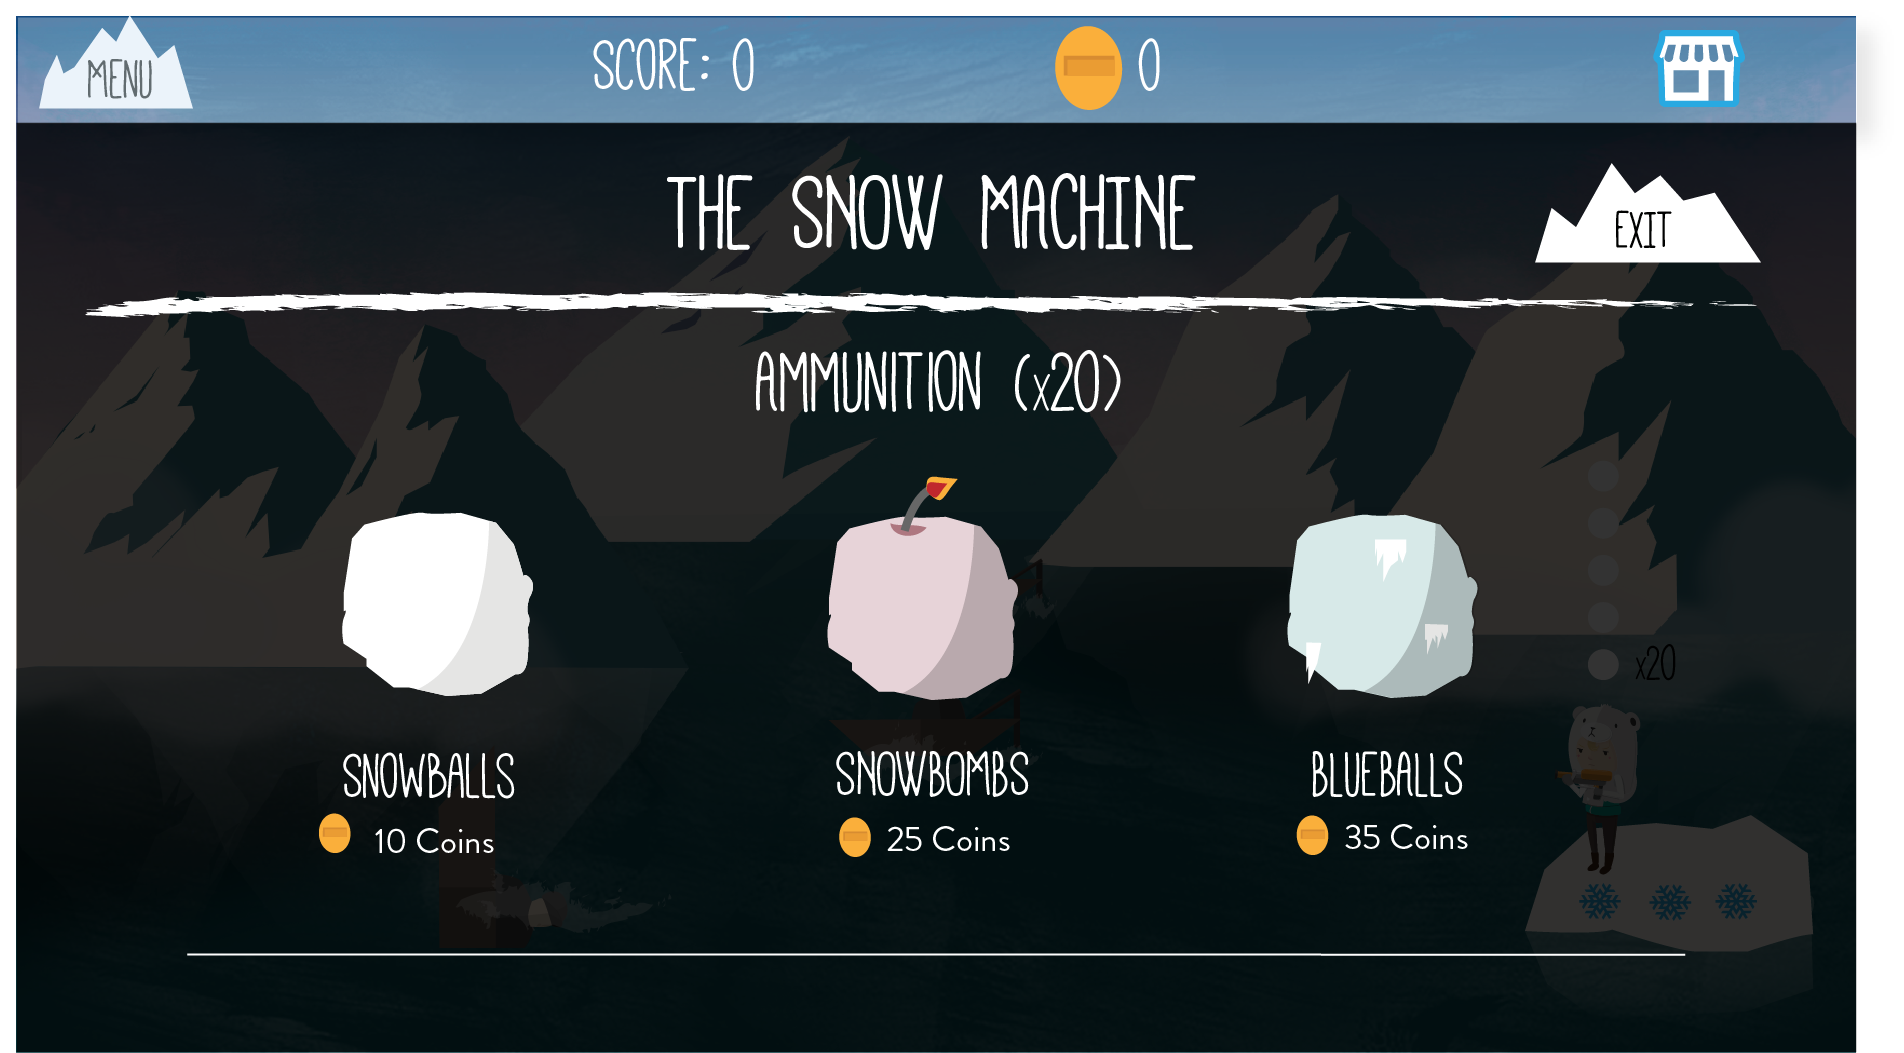 MENU
SCORE: 0
0
THE SNOW MACHINE
EXIT
AMMUNITION (x20)
x20
SNOWBALLS
SNOWBOMBS
BLUEBALLS
10 Coins
25 Coins
35 Coins